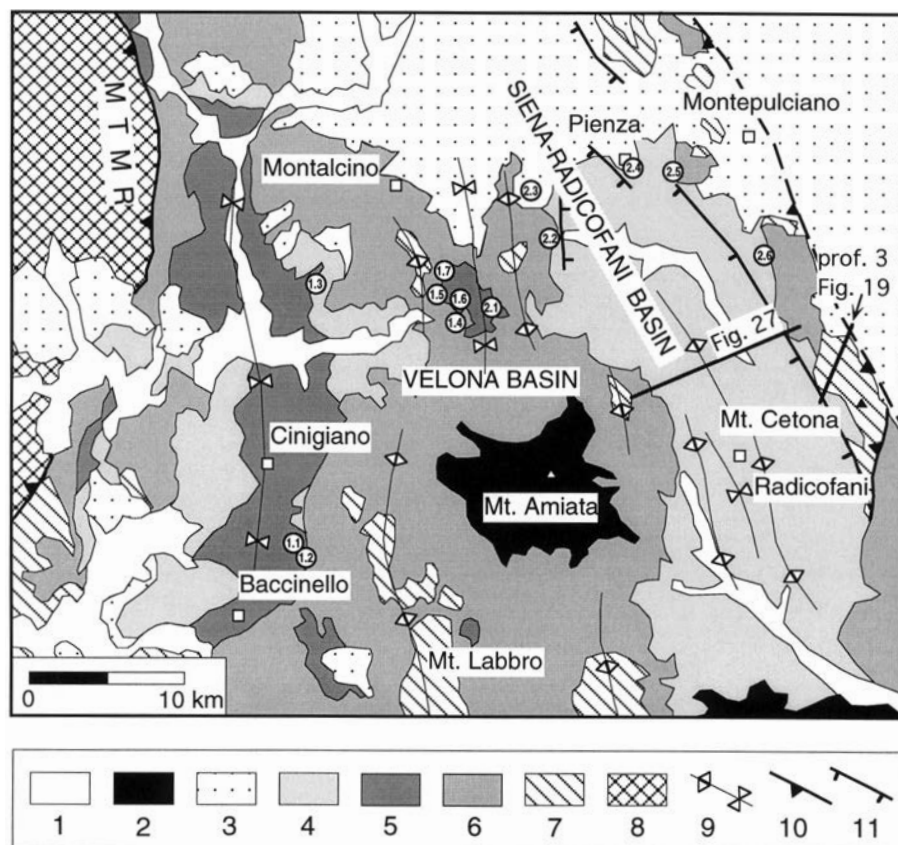 MTMR
Montepulciano
Pienza
SIENA-RADICOFANI BASIN
Montalcino
2.4
2.5
2.3
2.2
2.6
prof. 3
Fig. 19
1.3
1.7
1.5
1.6
1.4
2.1
Fig. 27
VELONA BASIN
Mt. Cetona
Cinigiano
Radicofani
Mt. Amiata
1.1
1.2
Baccinello
Mt. Labbro
0
10 km
1 2 3 4 5 6 7 8 9 10 11